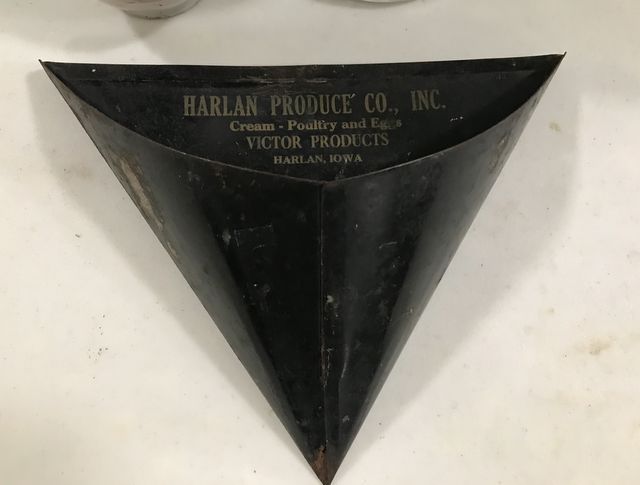 HARLAN PRODUCE CO., INC.
Cream - Poultry and Eggs
VICTOR PRODUCTS
HARLAN, IOWA